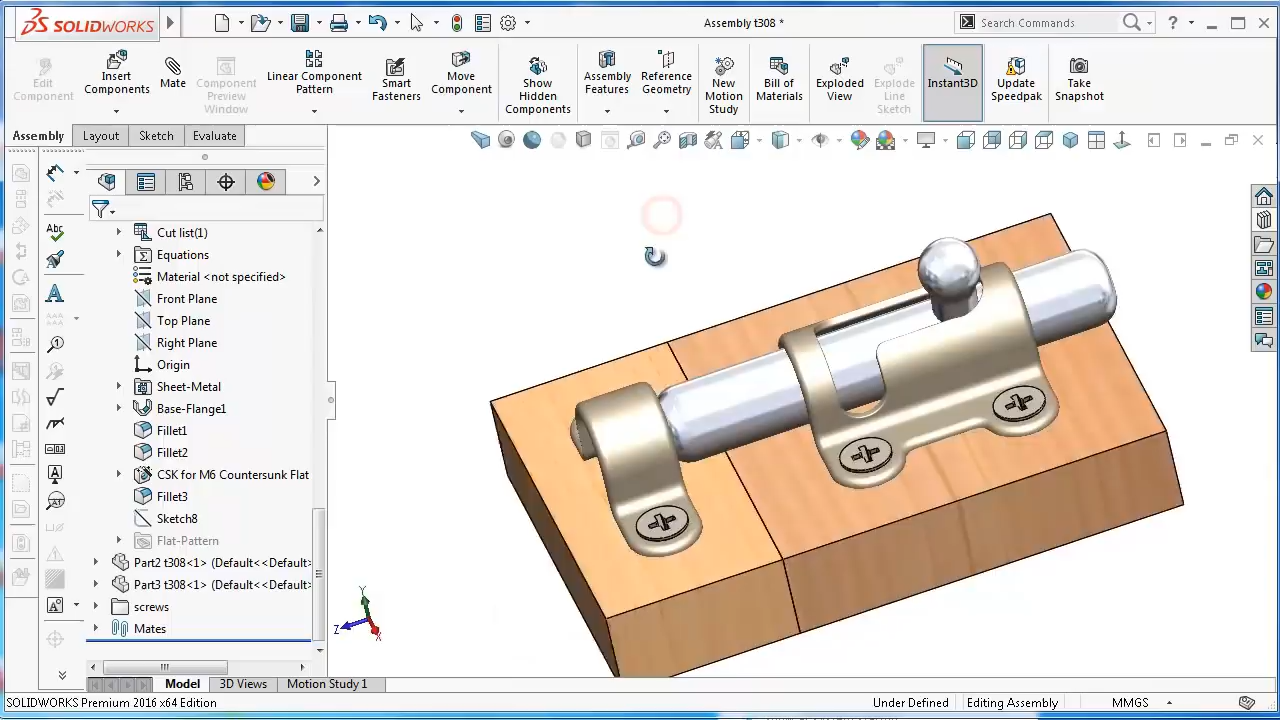 SOLIDWORKS
Assembly t308 *
Search Commands
?
Edit
Component
Insert
Components
Mate
Component
Preview
Window
Linear Component
Pattern
Smart
Fasteners
Move
Component
Show
Hidden
Components
Assembly
Features
Reference
Geometry
New
Motion
Study
Bill of
Materials
Exploded
View
Explode
Line
Sketch
Instant3D
Update
Speedpak
Take
Snapshot
Assembly
Layout
Sketch
Evaluate
Cut list(1)
Equations
Material <not specified>
Front Plane
Top Plane
Right Plane
Origin
Sheet-Metal
Base-Flange1
Fillet1
Fillet2
CSK for M6 Countersunk Flat
Fillet3
Sketch8
Flat-Pattern
Part2 t308<1> (Default<<Default>
Part3 t308<1> (Default<<Default>
screws
Mates
Abc
A
Y
Z
X
Model
3D Views
Motion Study 1
SOLIDWORKS Premium 2016 x64 Edition
Under Defined
Editing Assembly
MMGS